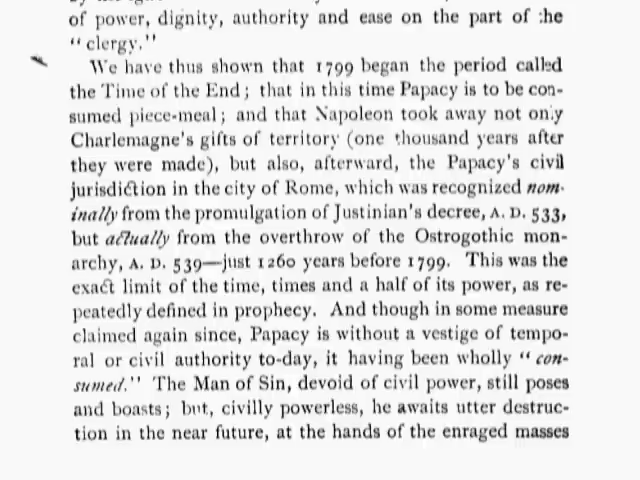 of power, dignity, authority and ease on the part of the
"clergy."
We have thus shown that 1799 began the period called
the Time of the End; that in this time Papacy is to be con-
sumed piece-meal; and that Napoleon took away not only
Charlemagne's gifts of territory (one thousand years after
they were made), but also, afterward, the Papacy's civil
jurisdiction in the city of Rome, which was recognized nom-
inally from the promulgation of Justinian's decree, A. D. 533,
but actually from the overthrow of the Ostrogothic mon-
archy, A. D. 539—just 1260 years before 1799. This was the
exact limit of the time, times and a half of its power, as re-
peatedly defined in prophecy. And though in some measure
claimed again since, Papacy is without a vestige of tempo-
ral or civil authority to-day, it having been wholly "con-
sumed." The Man of Sin, devoid of civil power, still poses
and boasts; but, civilly powerless, he awaits utter destruc-
tion in the near future, at the hands of the enraged masses